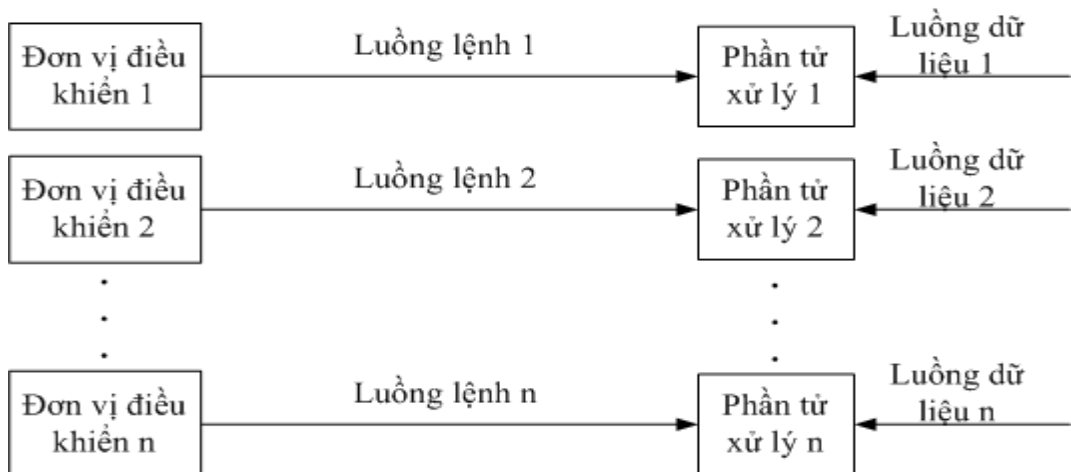 Đơn vị điều
khiển 1
Luồng lệnh 1
Phần tử
xử lý 1
Luồng dữ
liệu 1
Đơn vị điều
khiển 2
Luồng lệnh 2
Phần tử
xử lý 2
Luồng dữ
liệu 2
Đơn vị điều
khiển n
Luồng lệnh n
Phần tử
xử lý n
Luồng dữ
liệu n